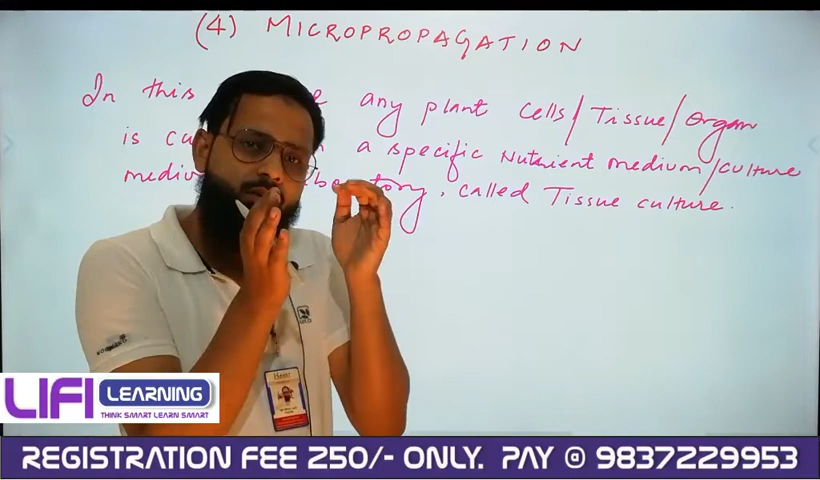 (4) MICROPROPAGATION
In this any plant cells/Tissue/organ
is a specific Nutrient medium/culture
called Tissue culture.
LIFI LEARNING
THINK SMART LEARN SMART
REGISTRATION FEE 250/- ONLY. PAY @ 9837229953